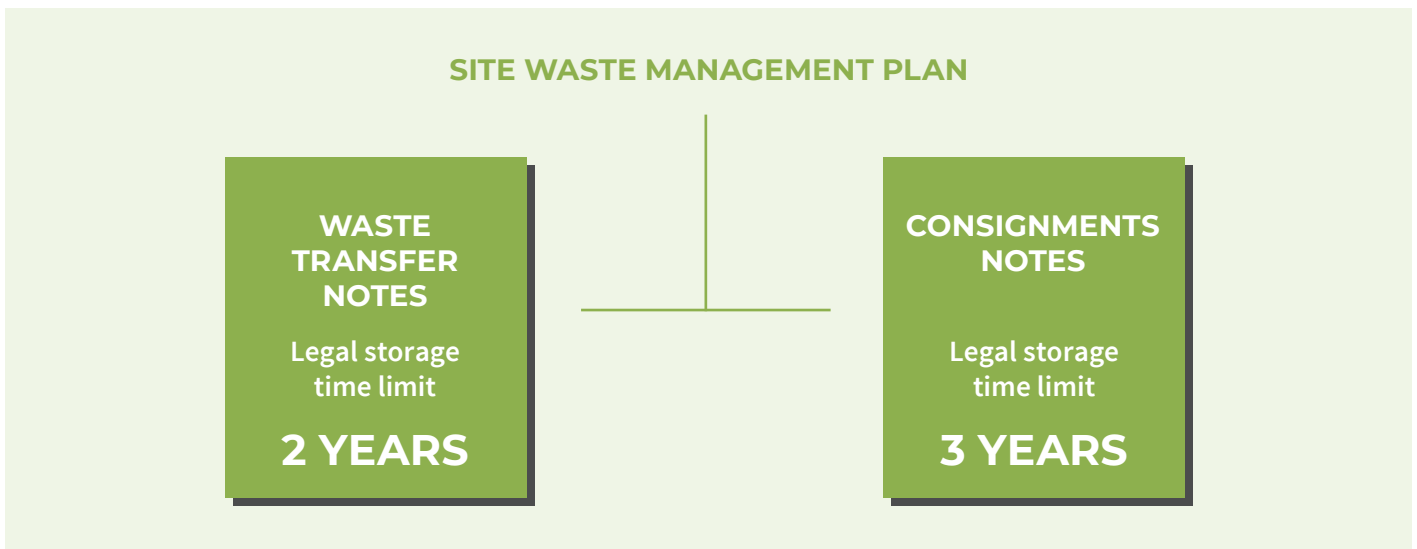 SITE WASTE MANAGEMENT PLAN
WASTE
TRANSFER
NOTES
Legal storage
time limit
2 YEARS
CONSIGNMENTS
NOTES
Legal storage
time limit
3 YEARS